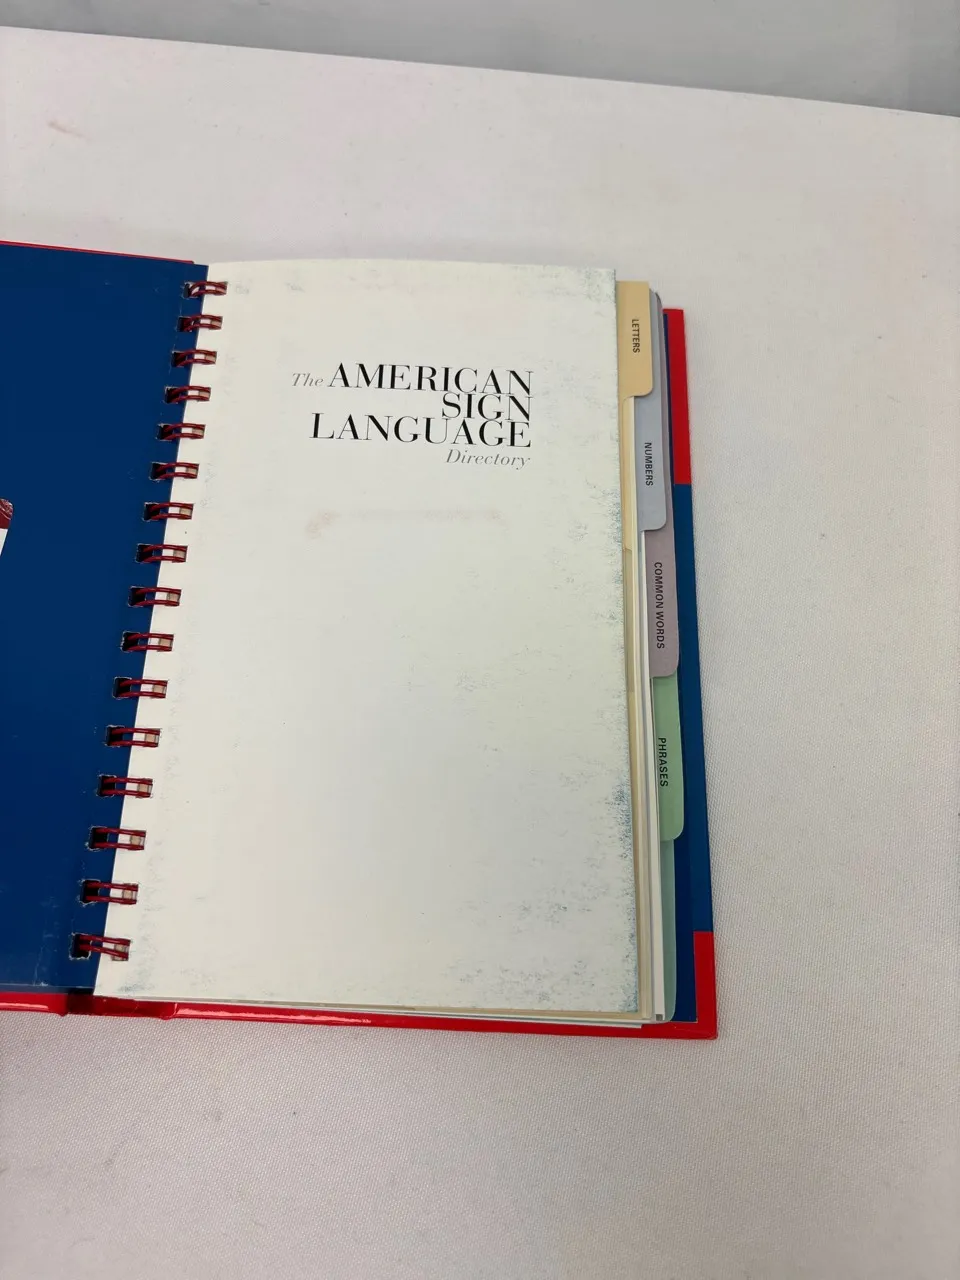 The AMERICAN
SIGN
LANGUAGE
Directory
LETTERS
NUMBERS
COMMON WORDS
PHRASES